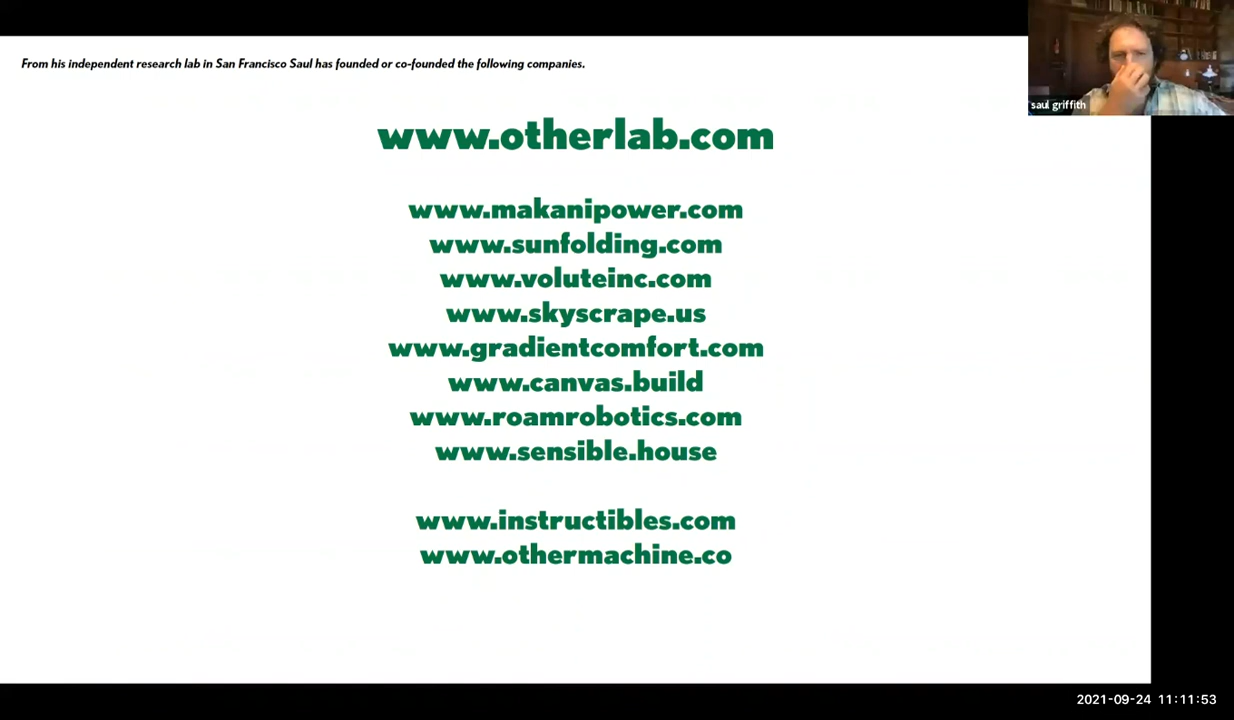 From his independent research lab in San Francisco Saul has founded or co-founded the following companies.
saul griffith
www.otherlab.com
www.makanipower.com
www.sunfolding.com
www.voluteinc.com
www.skyscrape.us
www.gradientcomfort.com
www.canvas.build
www.roamrobotics.com
www.sensible.house
www.instructibles.com
www.othermachine.co
2021-09-24 11:11:53